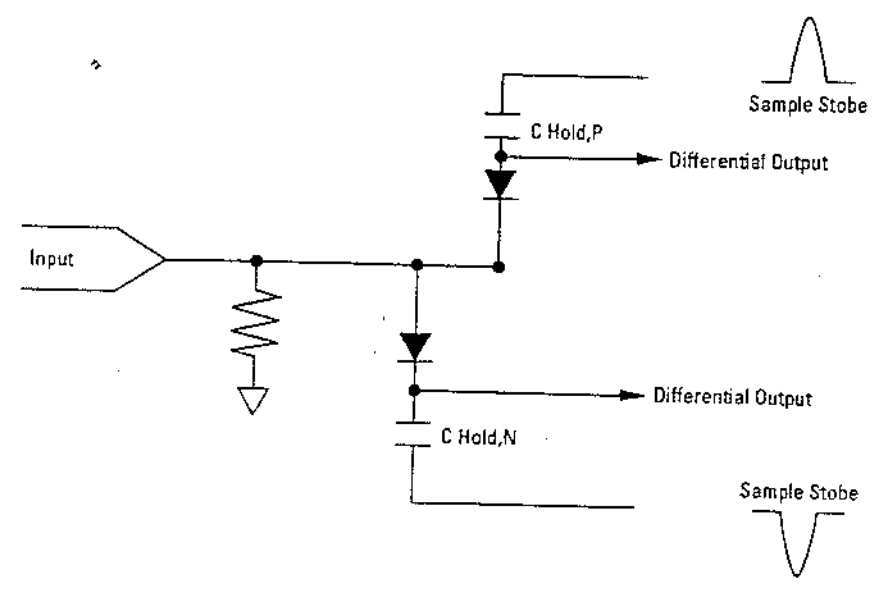 Sample Stobe
C Hold,P
Differential Output
Input
Differential Output
C Hold,N
Sample Stobe